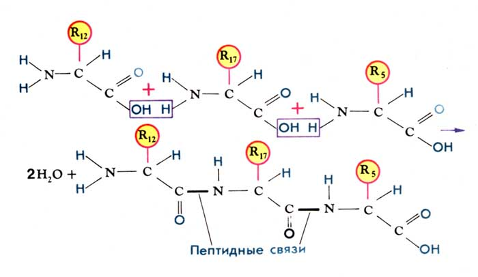 R12 R17 R5
H H H H
H N C O + H N C O + H N C O
C OH H C OH H C OH
R12 R17 R5
2H₂O + H H H H H H
H N C N C N C O
C C C
O O OH
Пептидные связи